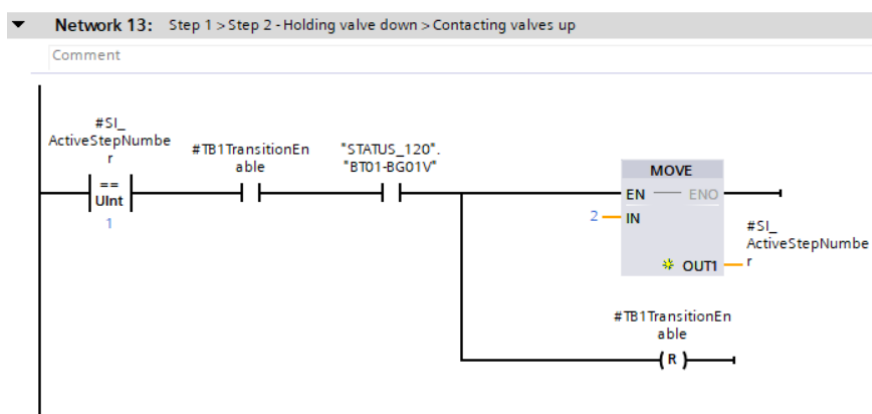 Network 13: Step 1 > Step 2 - Holding valve down > Contacting valves up
Comment
#SI_
ActiveStepNumbe
r
==
UInt
1
#TB1TransitionEn
able
"STATUS_120".
"BT01-BG01V"
MOVE
EN ENO
2 IN
OUT1
#SI_
ActiveStepNumbe
r
#TB1TransitionEn
able
R